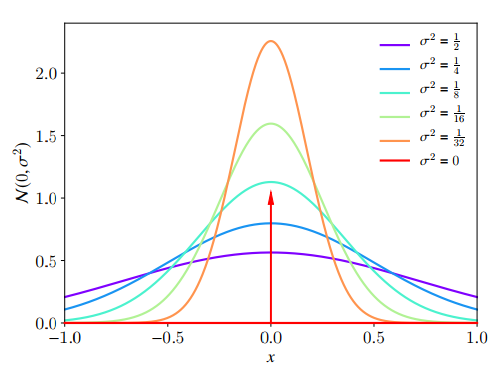 σ² = 1/2
σ² = 1/4
σ² = 1/8
σ² = 1/16
σ² = 1/32
σ² = 0
2.0
1.5
1.0
0.5
0.0
N(0, σ²)
−1.0 −0.5 0.0 0.5 1.0
x